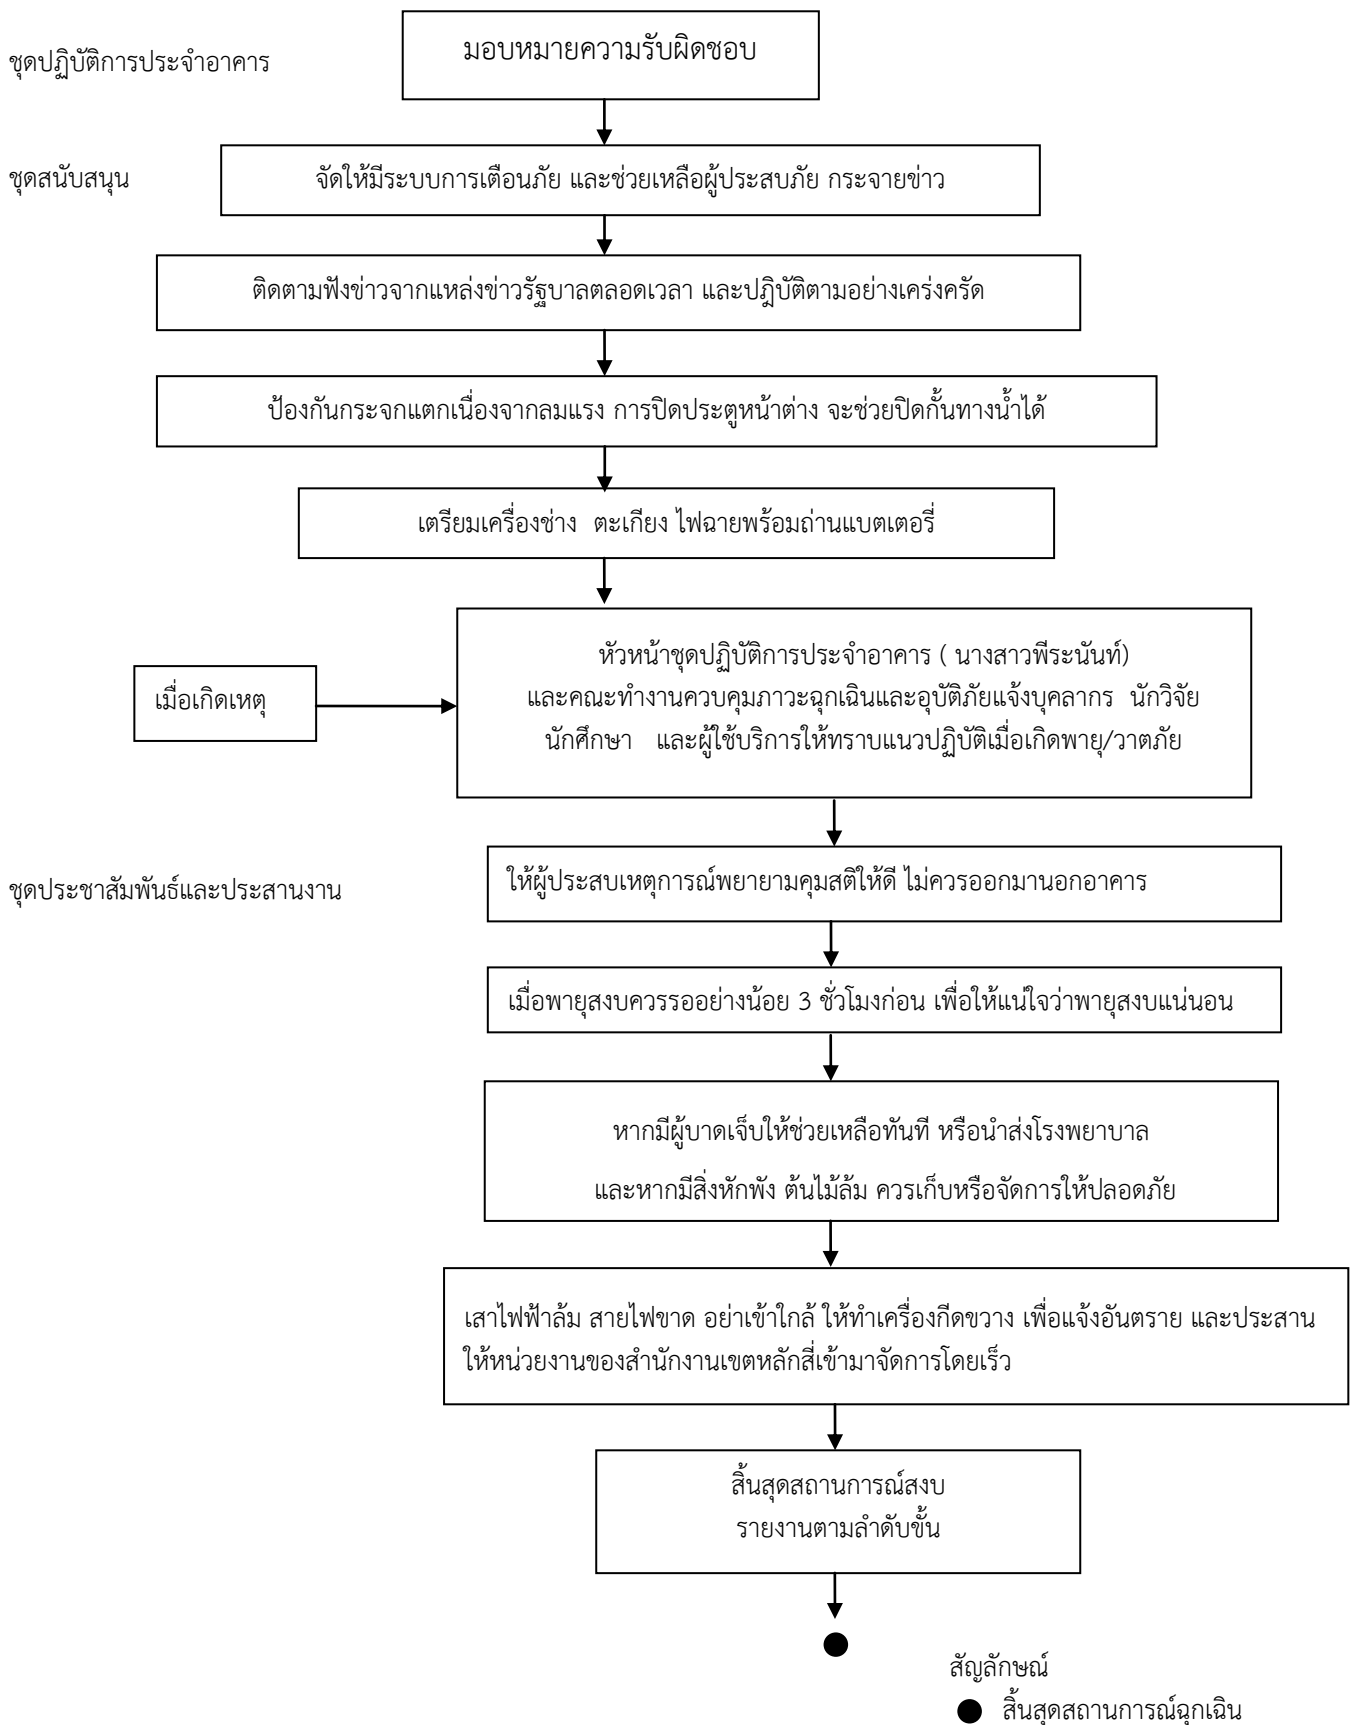 ชุดปฏิบัติการประจำอาคาร
มอบหมายความรับผิดชอบ
ชุดสนับสนุน
จัดให้มีระบบการเตือนภัย และช่วยเหลือผู้ประสบภัย กระจายข่าว
ติดตามฟังข่าวจากแหล่งข่าวรัฐบาลตลอดเวลา และปฎิบัติตามอย่างเคร่งครัด
ป้องกันกระจกแตกเนื่องจากลมแรง การปิดประตูหน้าต่าง จะช่วยปิดกั้นทางน้ำได้
เตรียมเครื่องช่าง ตะเกียง ไฟฉายพร้อมถ่านแบตเตอรี่
เมื่อเกิดเหตุ
หัวหน้าชุดปฏิบัติการประจำอาคาร ( นางสาวพีระนันท์)
และคณะทำงานควบคุมภาวะฉุกเฉินและอุบัติภัยแจ้งบุคลากร นักวิจัย
นักศึกษา และผู้ใช้บริการให้ทราบแนวปฏิบัติเมื่อเกิดพายุ/วาตภัย
ชุดประชาสัมพันธ์และประสานงาน
ให้ผู้ประสบเหตุการณ์พยายามคุมสติให้ดี ไม่ควรออกมานอกอาคาร
เมื่อพายุสงบควรรออย่างน้อย 3 ชั่วโมงก่อน เพื่อให้แน่ใจว่าพายุสงบแน่นอน
หากมีผู้บาดเจ็บให้ช่วยเหลือทันที หรือนำส่งโรงพยาบาล
และหากมีสิ่งหักพัง ต้นไม้ล้ม ควรเก็บหรือจัดการให้ปลอดภัย
เสาไฟฟ้าล้ม สายไฟขาด อย่าเข้าใกล้ ให้ทำเครื่องกีดขวาง เพื่อแจ้งอันตราย และประสาน
ให้หน่วยงานของสำนักงานเขตหลักสี่เข้ามาจัดการโดยเร็ว
สิ้นสุดสถานการณ์สงบ
รายงานตามลำดับขั้น
สัญลักษณ์
สิ้นสุดสถานการณ์ฉุกเฉิน